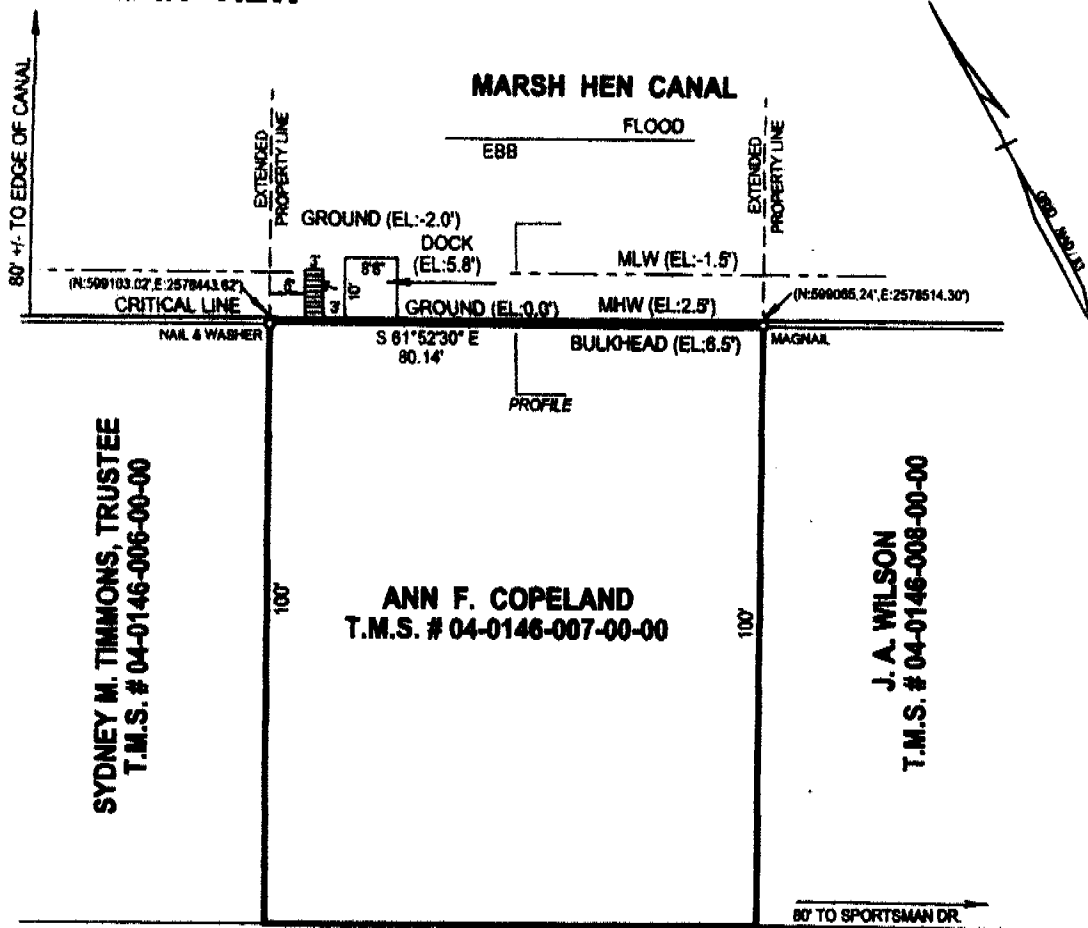 80' +/- TO EDGE OF CANAL
MARSH HEN CANAL
FLOOD
EBB
EXTENDED
PROPERTY LINE
EXTENDED
PROPERTY LINE
GROUND (EL:-2.0')
DOCK
(EL:5.8')
MLW (EL:-1.5')
3'
8'6"
10'
3'
(N:599103.02',E:2578443.62')
(N:599065.24',E:2578514.30')
CRITICAL LINE
GROUND (EL:0.0')
MHW (EL:2.5')
NAIL & WASHER
S 61°52'30" E
80.14'
BULKHEAD (EL:6.5')
MAGNAIL
PROFILE
SYDNEY M. TIMMONS, TRUSTEE
T.M.S. # 04-0146-006-00-00
100'
ANN F. COPELAND
T.M.S. # 04-0146-007-00-00
100'
J. A. WILSON
T.M.S. # 04-0146-008-00-00
80' TO SPORTSMAN DR.